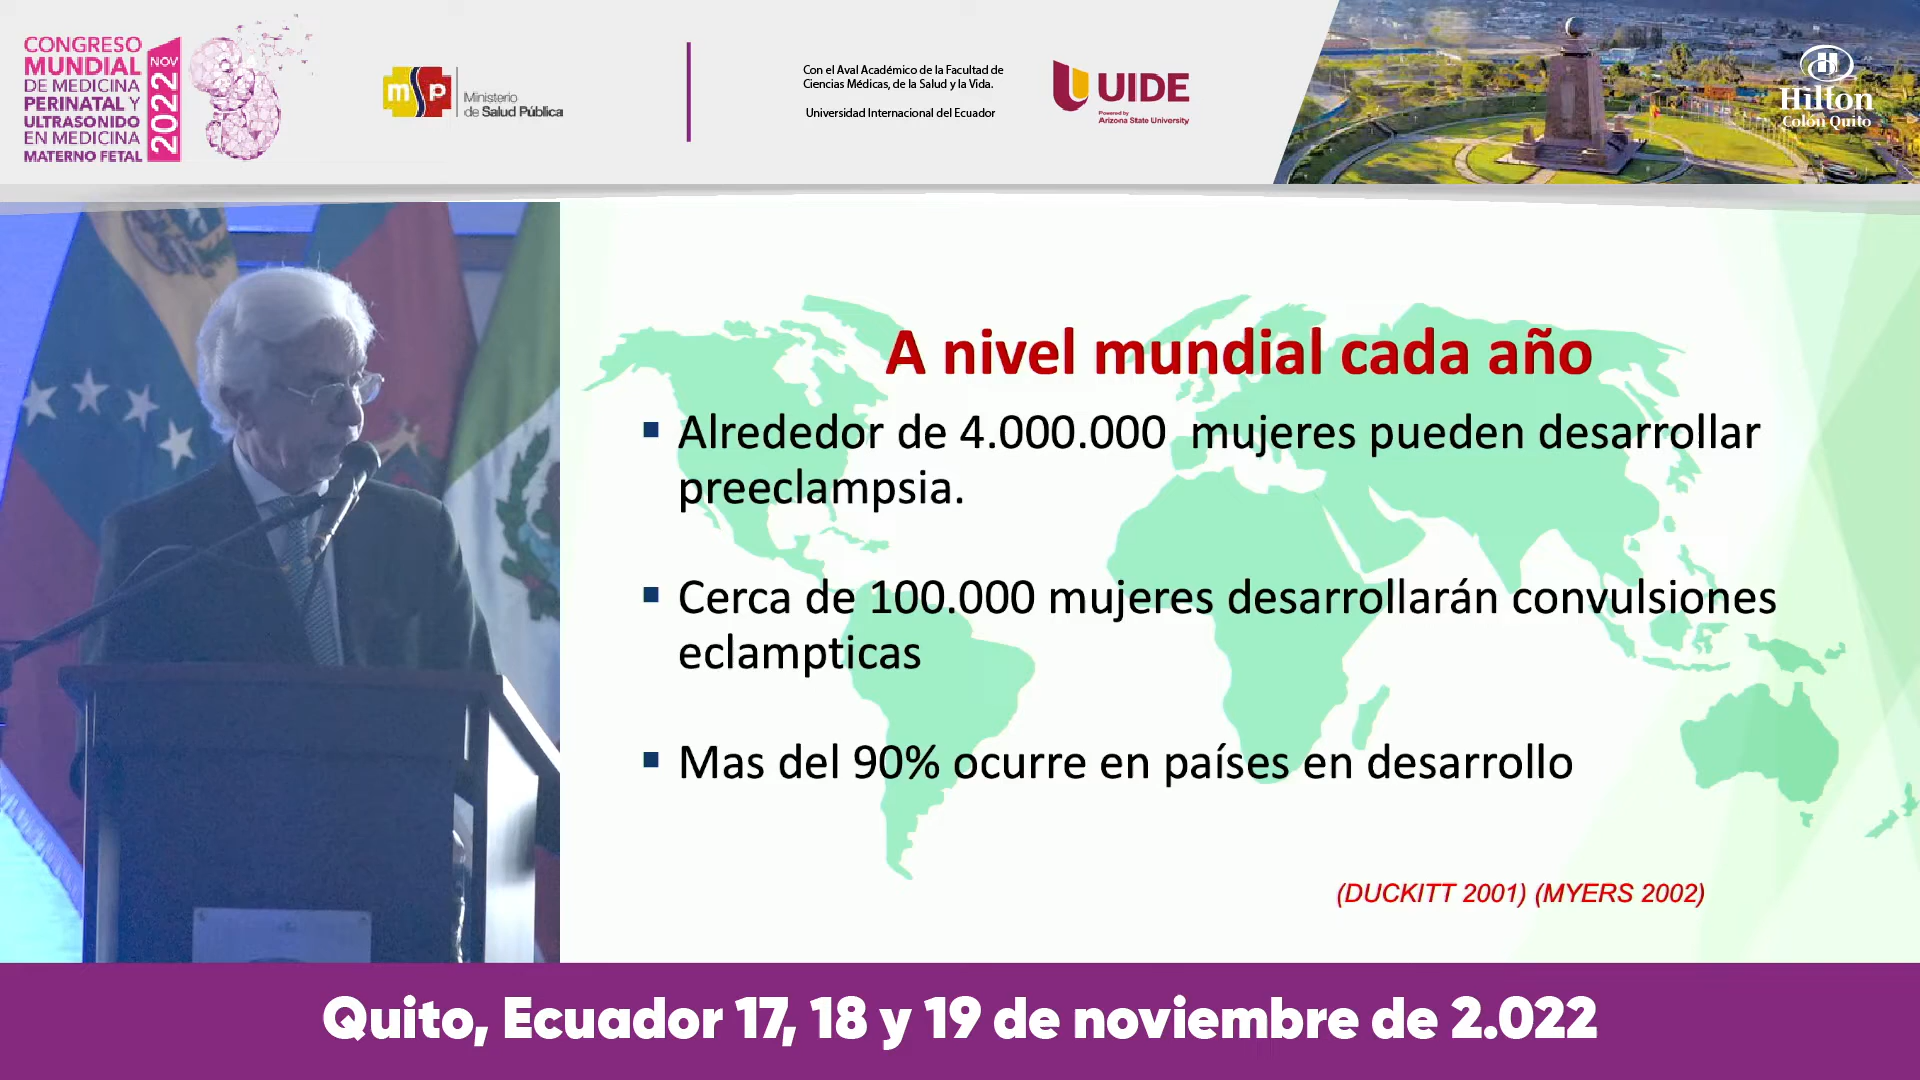 CONGRESO
MUNDIAL
DE MEDICINA
PERINATAL Y
ULTRASONIDO
EN MEDICINA
MATERNO FETAL
NOV
2022
msp
Ministerio
de Salud Pública
Con el Aval Académico de la Facultad de
Ciencias Médicas, de la Salud y la Vida.
Universidad Internacional del Ecuador
UIDE
Powered by
Arizona State University
H
Hilton
Colón Quito
A nivel mundial cada año
▪ Alrededor de 4.000.000 mujeres pueden desarrollar
preeclampsia.
▪ Cerca de 100.000 mujeres desarrollarán convulsiones
eclampticas
▪ Mas del 90% ocurre en países en desarrollo
(DUCKITT 2001) (MYERS 2002)
Quito, Ecuador 17, 18 y 19 de noviembre de 2.022